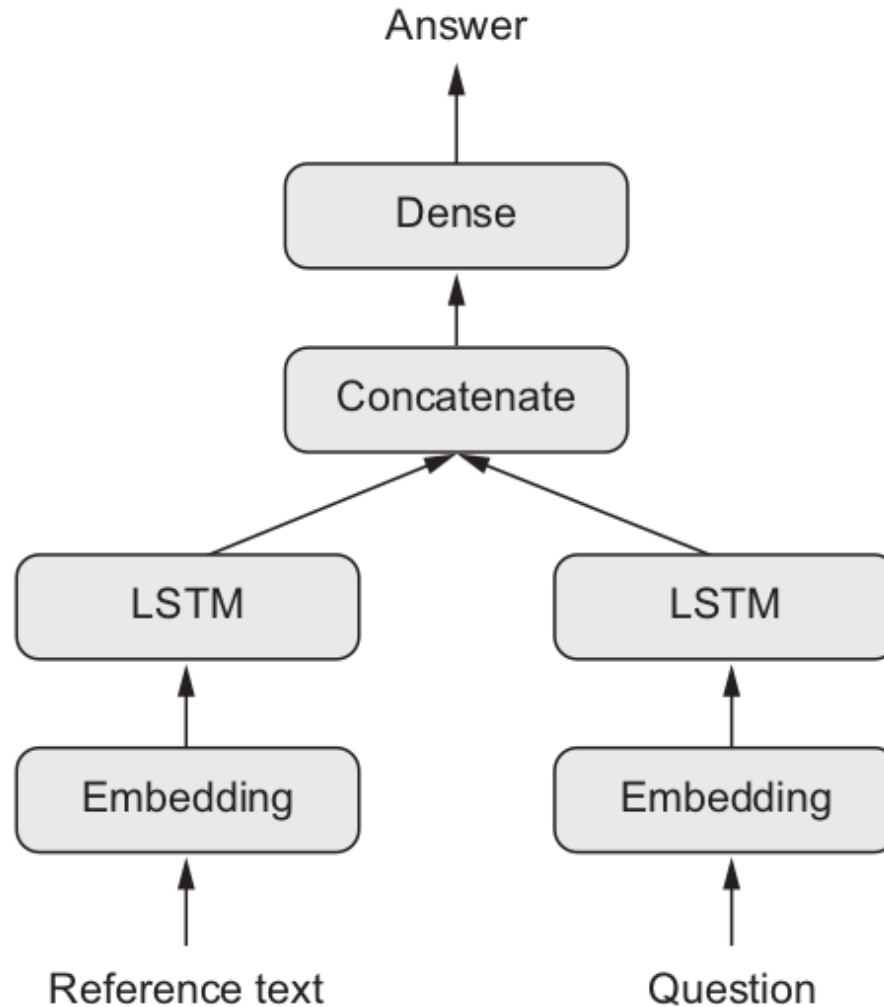 Answer
Dense
Concatenate
LSTM
LSTM
Embedding
Embedding
Reference text
Question